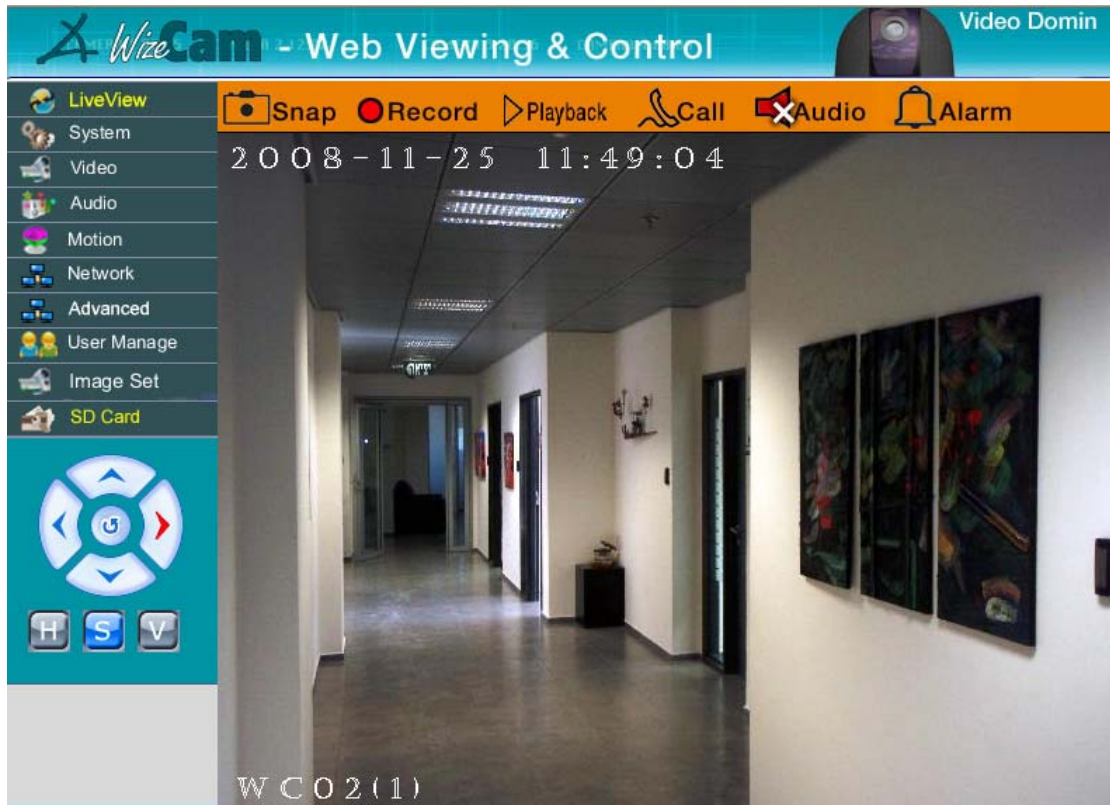 WizeCam - Web Viewing & Control
Video Domin
LiveView
System
Video
Audio
Motion
Network
Advanced
User Manage
Image Set
SD Card
Snap Record Playback Call Audio Alarm
2008-11-25 11:49:04
H S V
WC02(1)